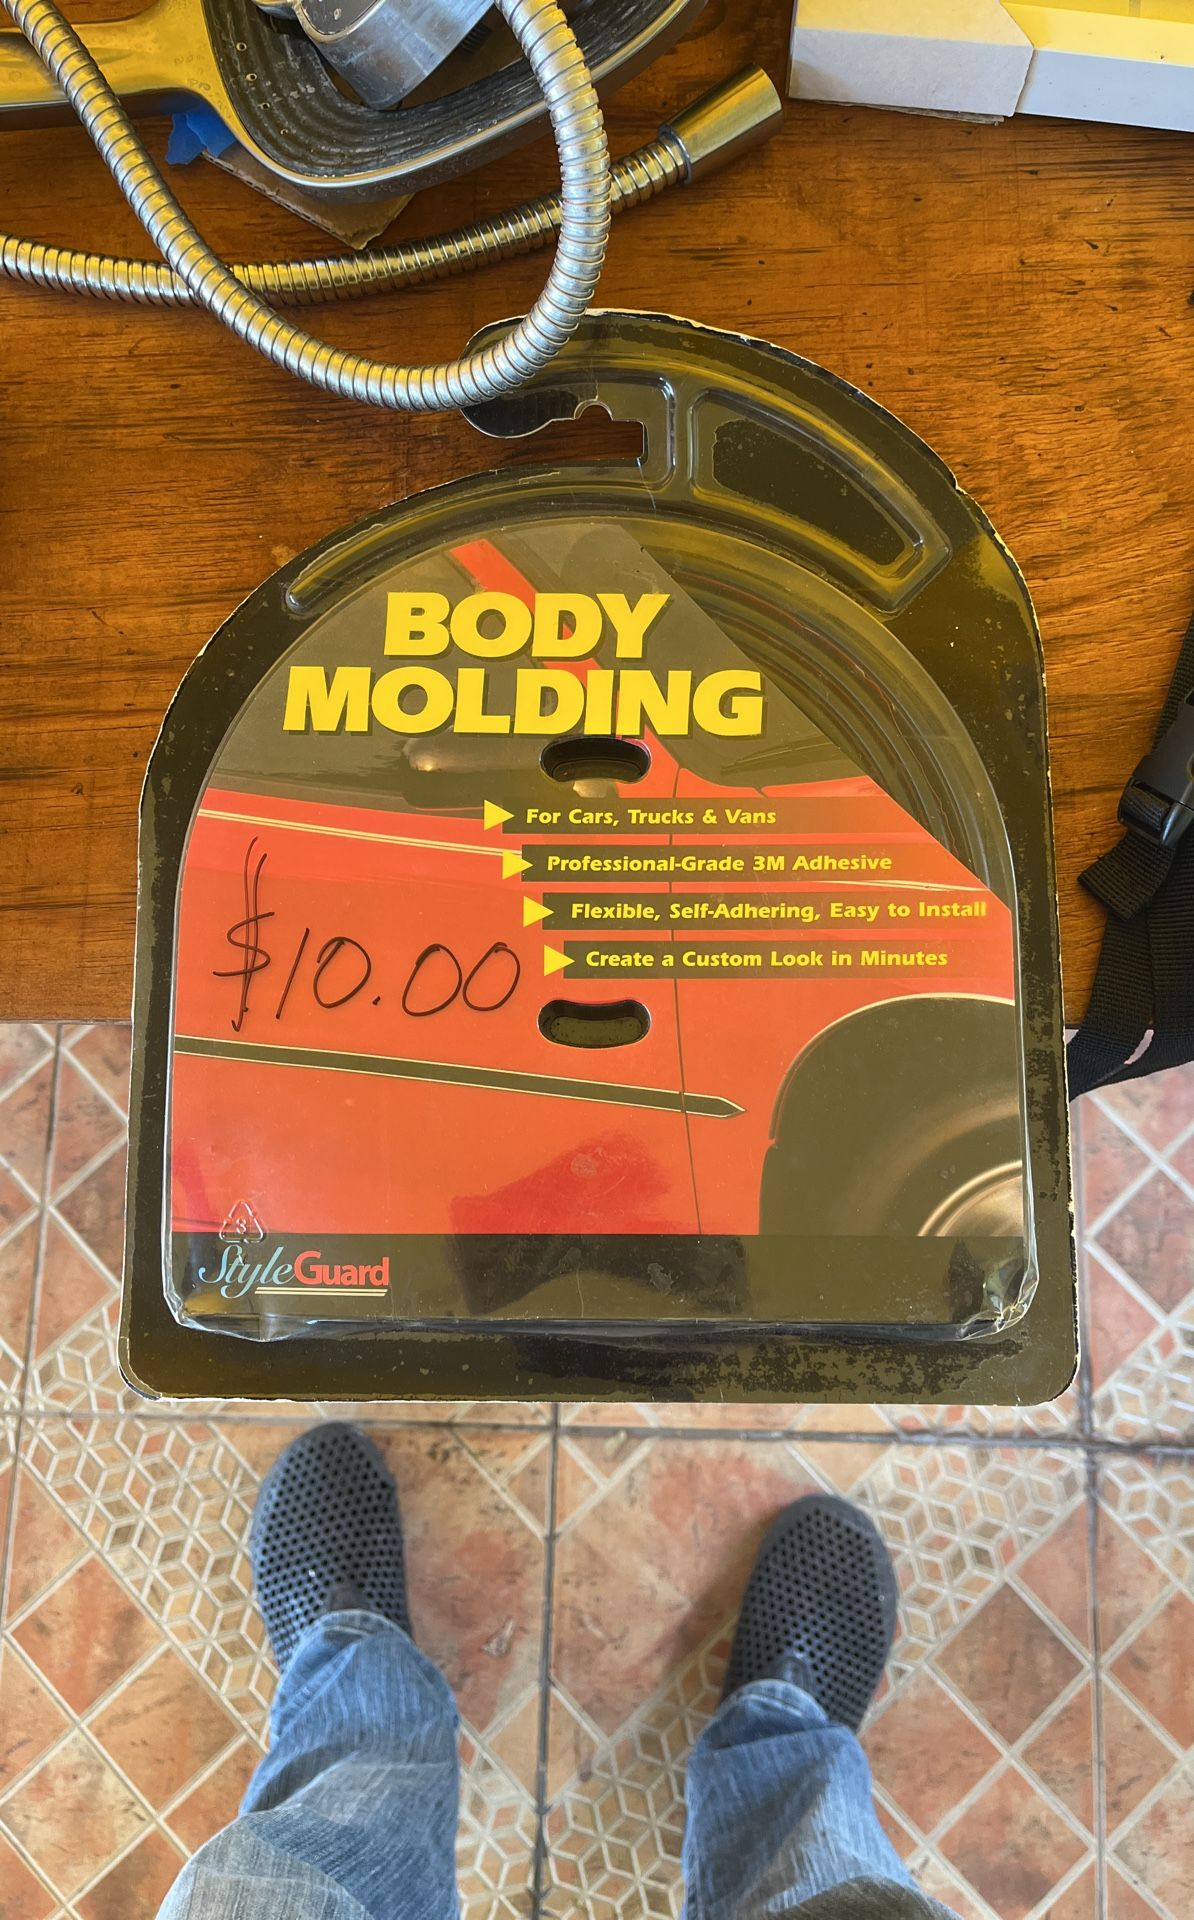 BODY
MOLDING
For Cars, Trucks & Vans
Professional-Grade 3M Adhesive
Flexible, Self-Adhering, Easy to Install
Create a Custom Look in Minutes
$10.00
3
StyleGuard